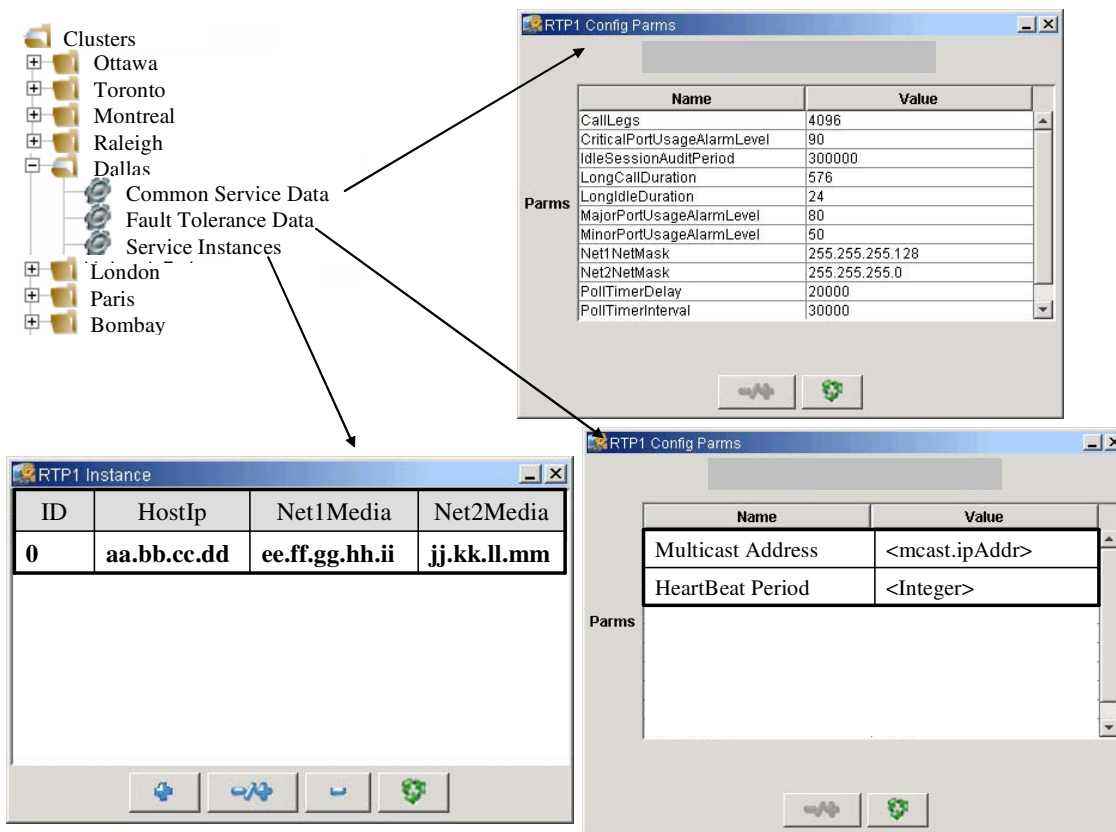 Clusters
Ottawa
Toronto
Montreal
Raleigh
Dallas
Common Service Data
Fault Tolerance Data
Service Instances
London
Paris
Bombay
RTP1 Config Parms
Name Value
Parms
CallLegs 4096
CriticalPortUsageAlarmLevel 90
IdleSessionAuditPeriod 300000
LongCallDuration 576
LongIdleDuration 24
MajorPortUsageAlarmLevel 80
MinorPortUsageAlarmLevel 50
Net1NetMask 255.255.255.128
Net2NetMask 255.255.255.0
PollTimerDelay 20000
PollTimerInterval 30000
RTP1 Instance
ID HostIp Net1Media Net2Media
0 aa.bb.cc.dd ee.ff.gg.hh.ii jj.kk.ll.mm
RTP1 Config Parms
Name Value
Multicast Address <mcast.ipAddr>
HeartBeat Period <Integer>
Parms